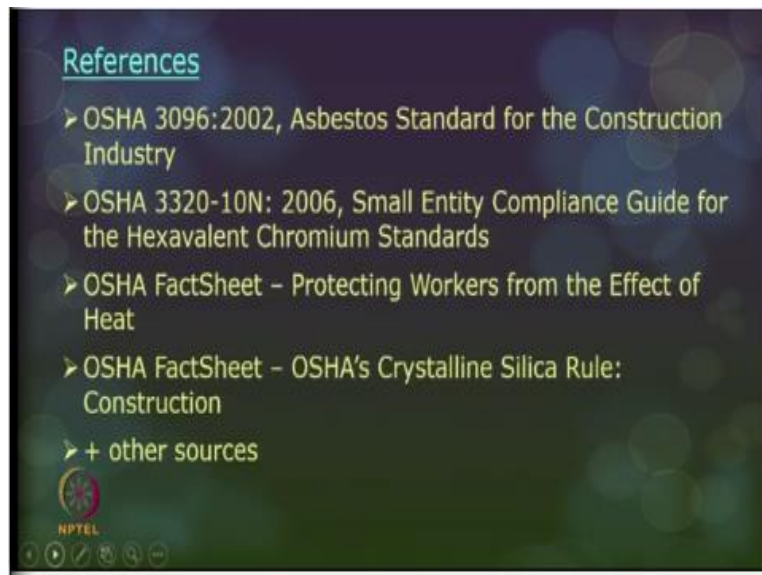 References
➢ OSHA 3096:2002, Asbestos Standard for the Construction
Industry
➢ OSHA 3320-10N: 2006, Small Entity Compliance Guide for
the Hexavalent Chromium Standards
➢ OSHA FactSheet – Protecting Workers from the Effect of
Heat
➢ OSHA FactSheet – OSHA's Crystalline Silica Rule:
Construction
➢ + other sources
NPTEL